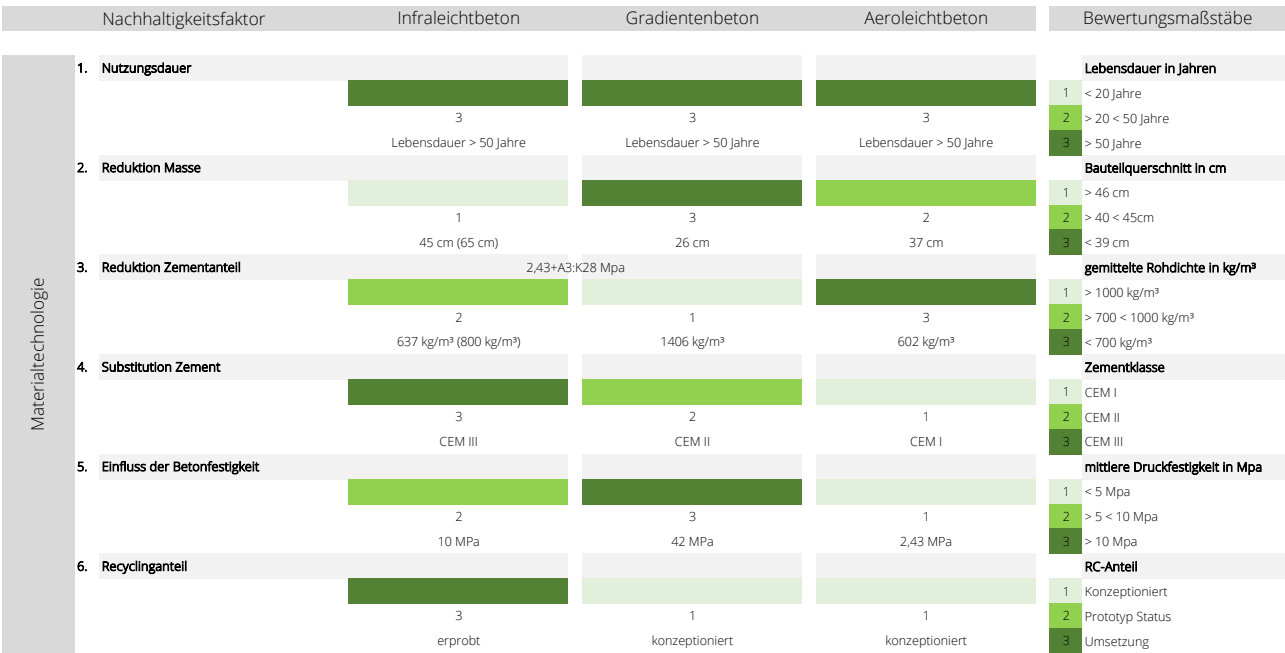 Nachhaltigkeitsfaktor Infraleichtbeton Gradientenbeton Aeroleichtbeton Bewertungsmaßstäbe
Materialtechnologie
1. Nutzungsdauer Lebensdauer in Jahren
1 < 20 Jahre
3 3 3 2 > 20 < 50 Jahre
Lebensdauer > 50 Jahre Lebensdauer > 50 Jahre Lebensdauer > 50 Jahre 3 > 50 Jahre
2. Reduktion Masse Bauteilquerschnitt in cm
1 > 46 cm
1 3 2 2 > 40 < 45cm
45 cm (65 cm) 26 cm 37 cm 3 < 39 cm
3. Reduktion Zementanteil 2,43+A3:K28 Mpa gemittelte Rohdichte in kg/m³
1 > 1000 kg/m³
2 1 3 2 > 700 < 1000 kg/m³
637 kg/m³ (800 kg/m³) 1406 kg/m³ 602 kg/m³ 3 < 700 kg/m³
4. Substitution Zement Zementklasse
1 CEM I
3 2 1 2 CEM II
CEM III CEM II CEM I 3 CEM III
5. Einfluss der Betonfestigkeit mittlere Druckfestigkeit in Mpa
1 < 5 Mpa
2 3 1 2 > 5 < 10 Mpa
10 MPa 42 MPa 2,43 MPa 3 > 10 Mpa
6. Recyclinganteil RC-Anteil
1 Konzeptioniert
3 1 1 2 Prototyp Status
erprobt konzeptioniert konzeptioniert 3 Umsetzung